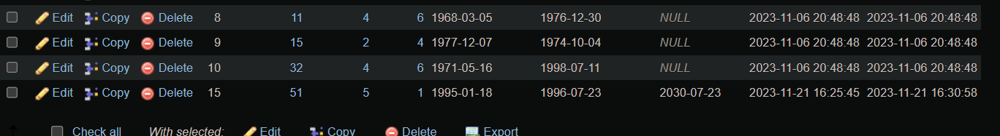 Edit Copy Delete 8 11 4 6 1968-03-05 1976-12-30 NULL 2023-11-06 20:48:48 2023-11-06 20:48:48
Edit Copy Delete 9 15 2 4 1977-12-07 1974-10-04 NULL 2023-11-06 20:48:48 2023-11-06 20:48:48
Edit Copy Delete 10 32 4 6 1971-05-16 1998-07-11 NULL 2023-11-06 20:48:48 2023-11-06 20:48:48
Edit Copy Delete 15 51 5 1 1995-01-18 1996-07-23 2030-07-23 2023-11-21 16:25:45 2023-11-21 16:30:58
Check all With selected: Edit Copy Delete Export